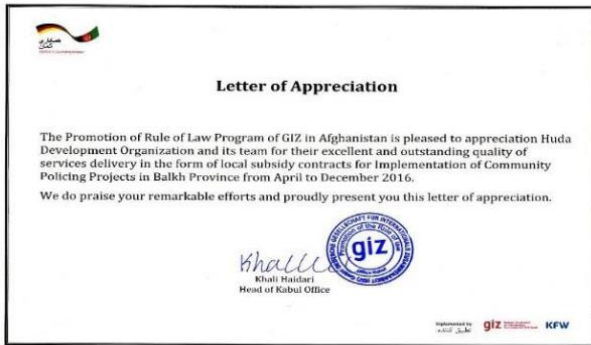 Letter of Appreciation
The Promotion of Rule of Law Program of GIZ in Afghanistan is pleased to appreciation Huda
Development Organization and its team for their excellent and outstanding quality of
services delivery in the form of local subsidy contracts for Implementation of Community
Policing Projects in Balkh Province from April to December 2016.
We do praise your remarkable efforts and proudly present you this letter of appreciation.
giz
Khali Haidari
Head of Kabul Office
Implemented by
giz
KFW